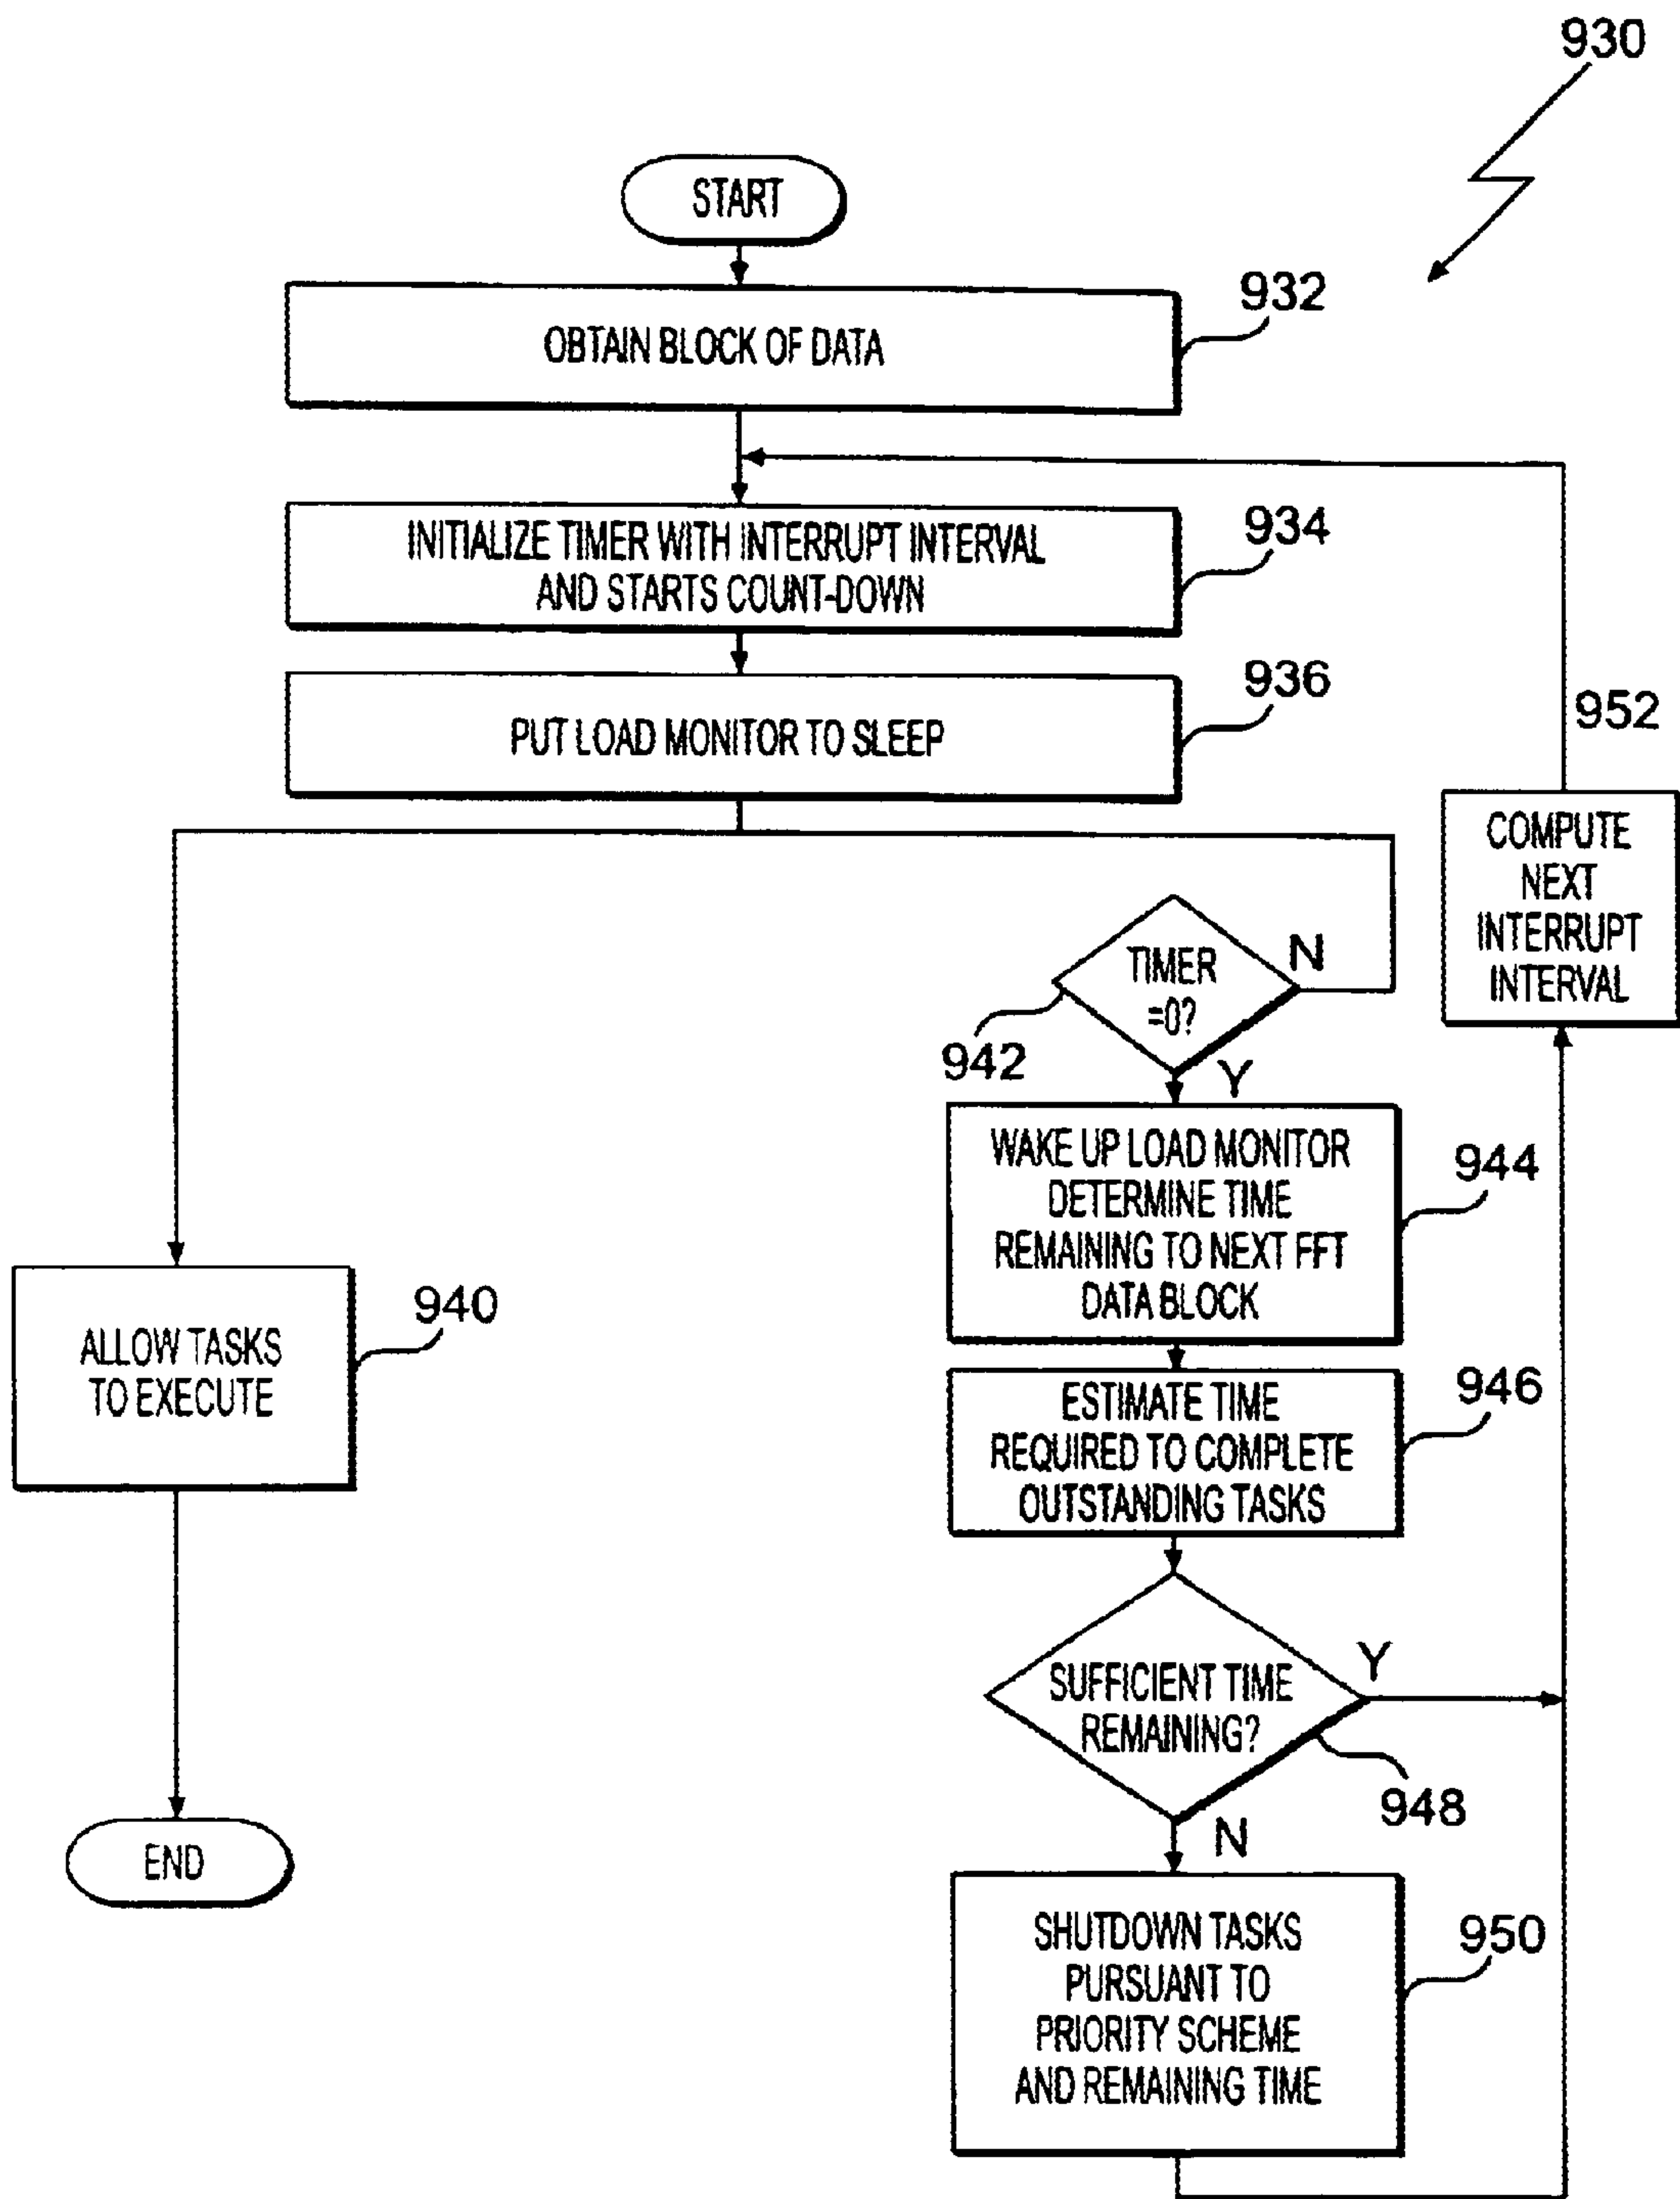 930
START
932
OBTAIN BLOCK OF DATA
934
INITIALIZE TIMER WITH INTERRUPT INTERVAL
AND STARTS COUNT-DOWN
936
PUT LOAD MONITOR TO SLEEP
952
COMPUTE
NEXT
INTERRUPT
INTERVAL
TIMER
=0?
N
942
Y
WAKE UP LOAD MONITOR
DETERMINE TIME
REMAINING TO NEXT FFT
DATA BLOCK
944
940
ALLOW TASKS
TO EXECUTE
ESTIMATE TIME
REQUIRED TO COMPLETE
OUTSTANDING TASKS
946
SUFFICIENT TIME
REMAINING?
Y
948
N
END
SHUTDOWN TASKS
PURSUANT TO
PRIORITY SCHEME
AND REMAINING TIME
950